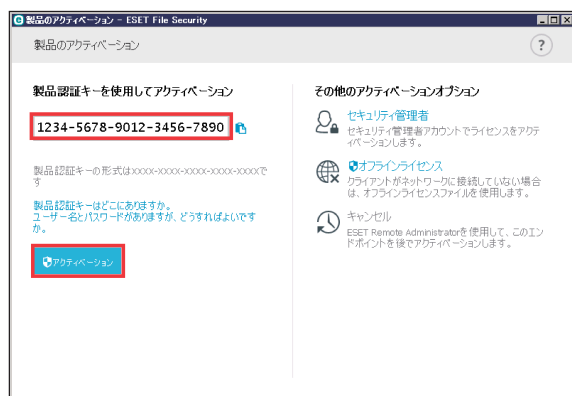 製品のアクティベーション - ESET File Security
製品のアクティベーション
?
製品認証キーを使用してアクティベーション
1234-5678-9012-3456-7890
製品認証キーの形式はxxxx-xxxx-xxxx-xxxx-xxxxで
す
製品認証キーはどこにありますか。
ユーザー名とパスワードがありますが、どうすればよいです
か。
アクティベーション
その他のアクティベーションオプション
セキュリティ管理者
セキュリティ管理者アカウントでライセンスをアクテ
ィベーションします。
オフラインライセンス
クライアントがネットワークに接続していない場合
は、オフラインライセンスファイルを使用します。
キャンセル
ESET Remote Administratorを使用して、このエン
ドポイントを後でアクティベーションします。